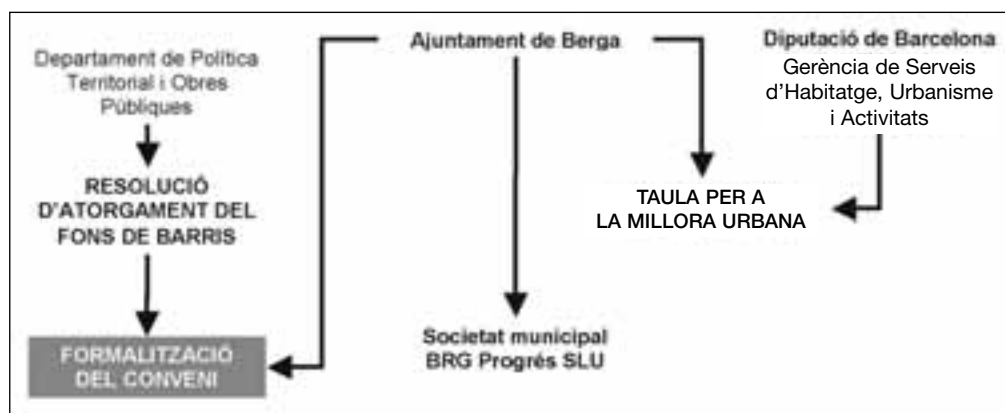 Departament de Política
Territorial i Obres
Públiques
RESOLUCIÓ
D'ATORGAMENT DEL
FONS DE BARRIS
FORMALITZACIÓ
DEL CONVENI
Ajuntament de Berga
Societat municipal
BRG Progrés SLU
Diputació de Barcelona
Gerència de Serveis
d'Habitatge, Urbanisme
i Activitats
TAULA PER A
LA MILLORA URBANA